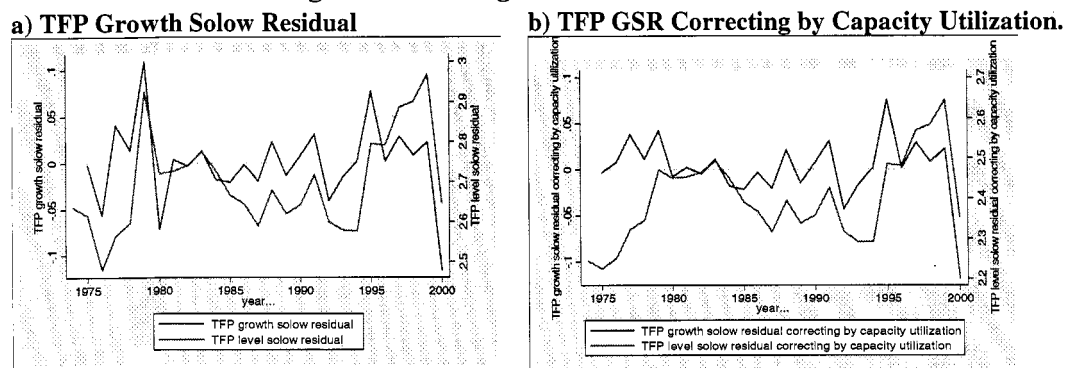 a) TFP Growth Solow Residual
TFP growth solow residual
.1
.05
0
-.05
-.1
3
2.9
2.8
2.7
2.6
2.5
TFP level solow residual
1975 1980 1985 1990 1995 2000
year...
TFP growth solow residual
TFP level solow residual
b) TFP GSR Correcting by Capacity Utilization.
TFP growth solow residual correcting by capacity utilization
.1
.05
0
-.05
-.1
2.7
2.6
2.5
2.4
2.3
2.2
TFP level solow residual correcting by capacity utilization
1975 1980 1985 1990 1995 2000
year...
TFP growth solow residual correcting by capacity utilization
TFP level solow residual correcting by capacity utilization